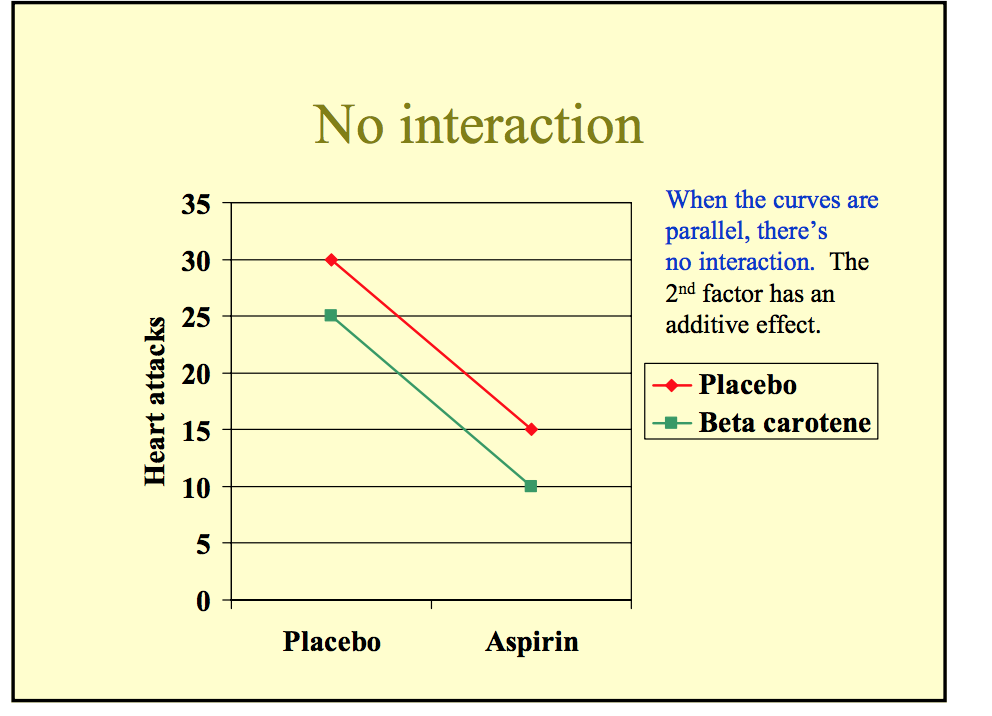 No interaction
When the curves are
parallel, there’s
no interaction. The
2nd factor has an
additive effect.
35
30
25
20
15
10
5
0
Heart attacks
Placebo
Aspirin
Placebo
Beta carotene